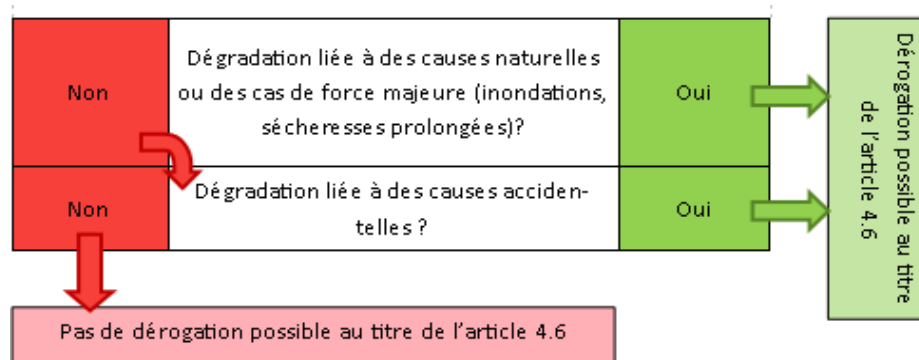 Non
Dégradation liée à des causes naturelles
ou des cas de force majeure (inondations,
sécheresses prolongées)?
Oui
Non
Dégradation liée à des causes acciden-
telles ?
Oui
Dérogation possible au titre
de l'article 4.6
Pas de dérogation possible au titre de l'article 4.6